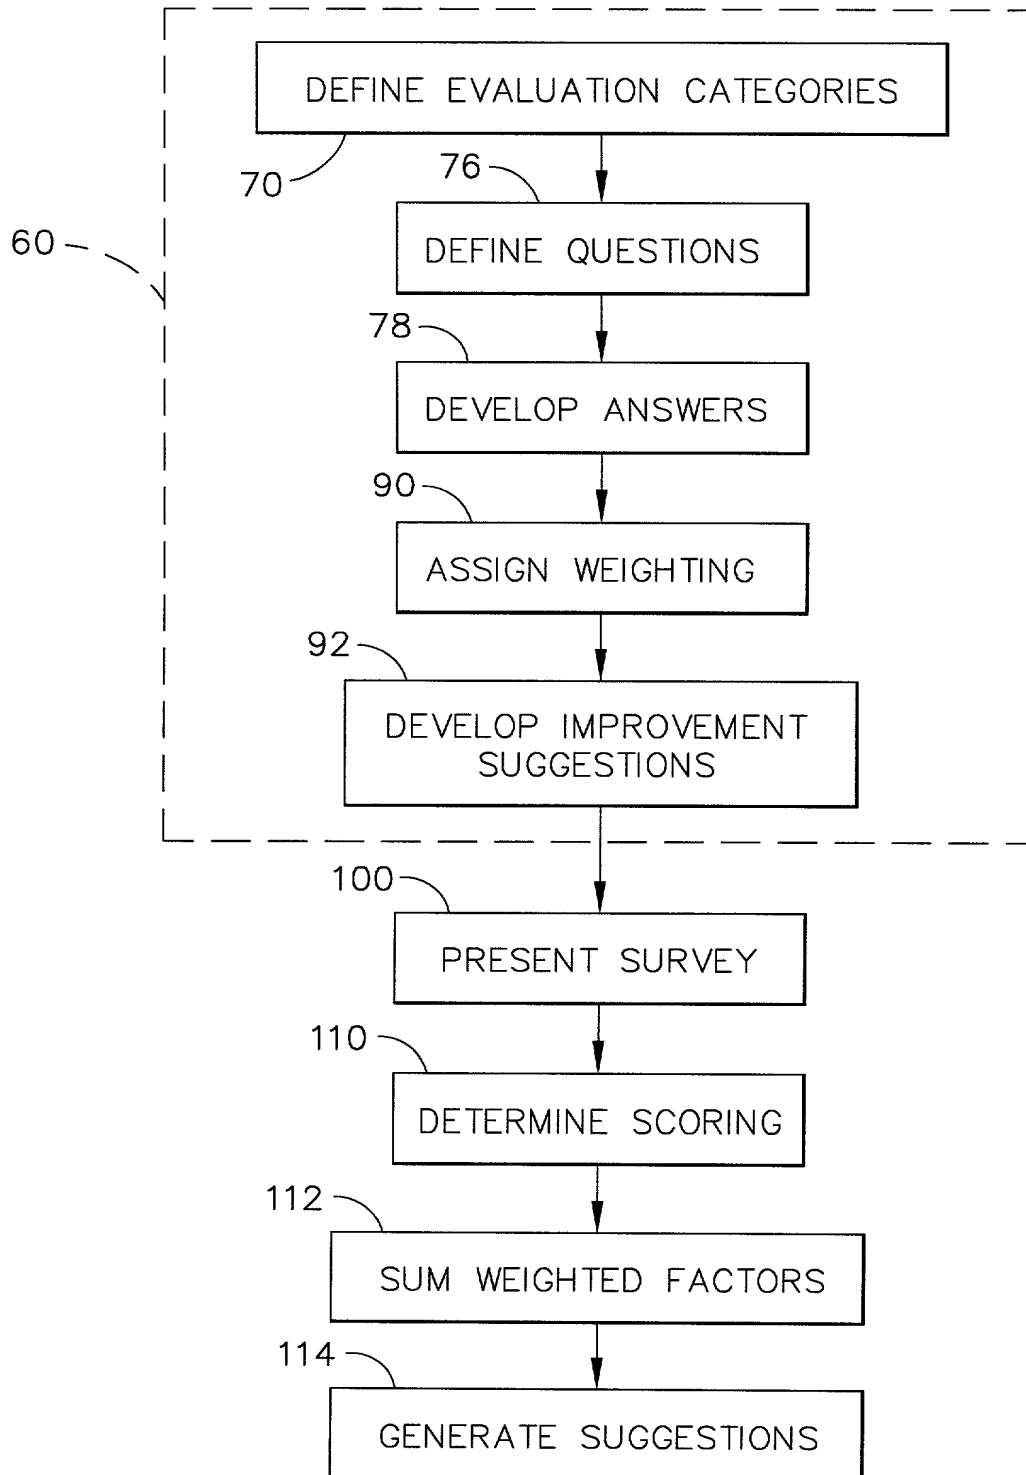 DEFINE EVALUATION CATEGORIES
70
76
60
DEFINE QUESTIONS
78
DEVELOP ANSWERS
90
ASSIGN WEIGHTING
92
DEVELOP IMPROVEMENT
SUGGESTIONS
100
PRESENT SURVEY
110
DETERMINE SCORING
112
SUM WEIGHTED FACTORS
114
GENERATE SUGGESTIONS